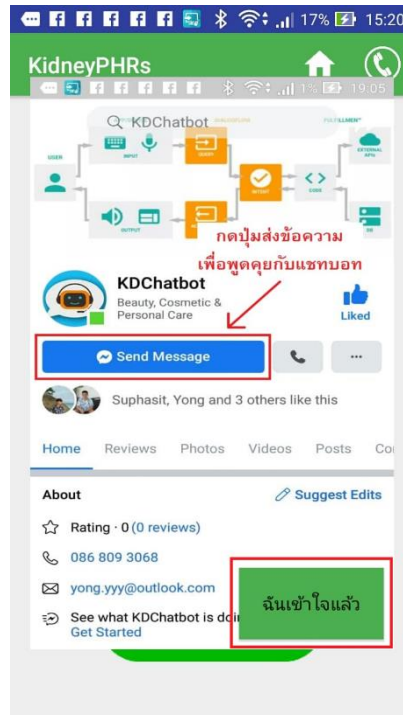 17% 15:20
KidneyPHRs
1% 19:05
KDChatbot
USER
INPUT
QUERY
FULFILLMENT
EXTERNAL
APIS
INTENT
CODE
OUTPUT
DB
กดปุ่มส่งข้อความ
เพื่อพูดคุยกับแชทบอท
KDChatbot
Beauty, Cosmetic &
Personal Care
Liked
Send Message
Suphasit, Yong and 3 others like this
Home Reviews Photos Videos Posts Co
About
Suggest Edits
Rating · 0 (0 reviews)
086 809 3068
yong.yyy@outlook.com
See what KDChatbot is doi
Get Started
ฉันเข้าใจแล้ว